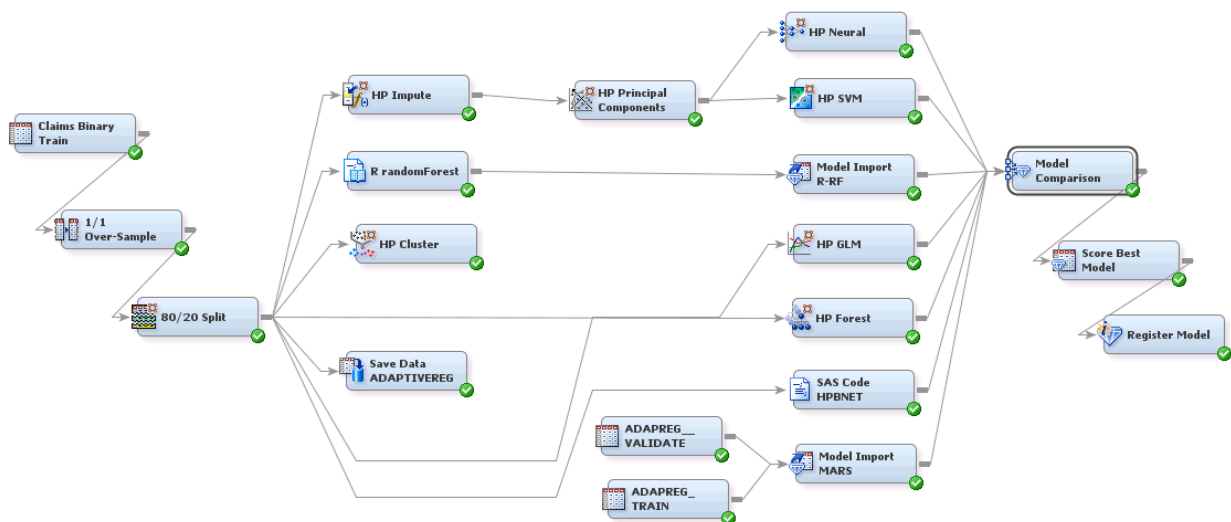 HP Neural
HP Impute
HP Principal
Components
HP SVM
Claims Binary
Train
R randomForest
Model Import
R-RF
Model
Comparison
1/1
Over-Sample
HP Cluster
HP GLM
Score Best
Model
80/20 Split
HP Forest
Register Model
Save Data
ADAPTIVEREG
SAS Code
HPBNET
ADAPREG__
VALIDATE
Model Import
MARS
ADAPREG_
TRAIN